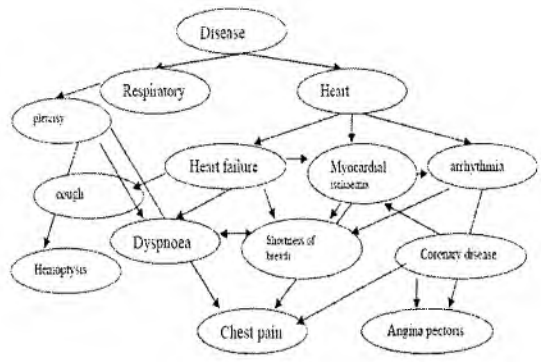 Disease
Respiratory
Heart
pleurisy
Heart failure
Myocardial
ischaemia
arrhythmia
cough
Dyspnoea
Shortness of
breath
Coronary disease
Hemoptysis
Chest pain
Angina pectoris